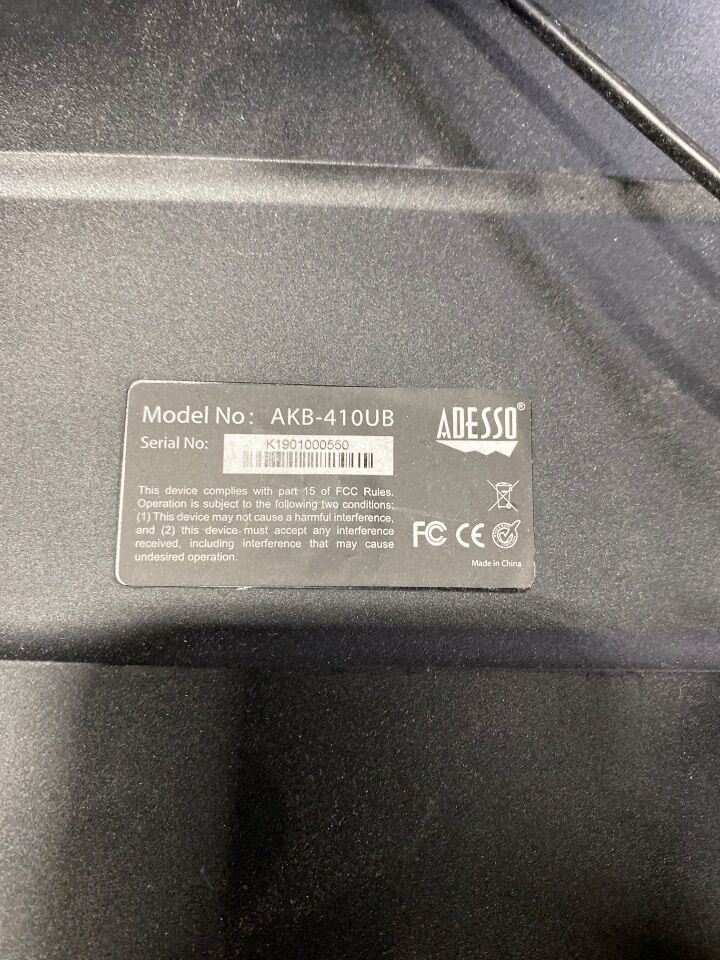 Model No: AKB-410UB
ADESSO®
Serial No: K1901000550
This device complies with part 15 of FCC Rules.
Operation is subject to the following two conditions:
(1) This device may not cause a harmful interference,
and (2) this device must accept any interference
received, including interference that may cause
undesired operation.
FC CE
Made in China